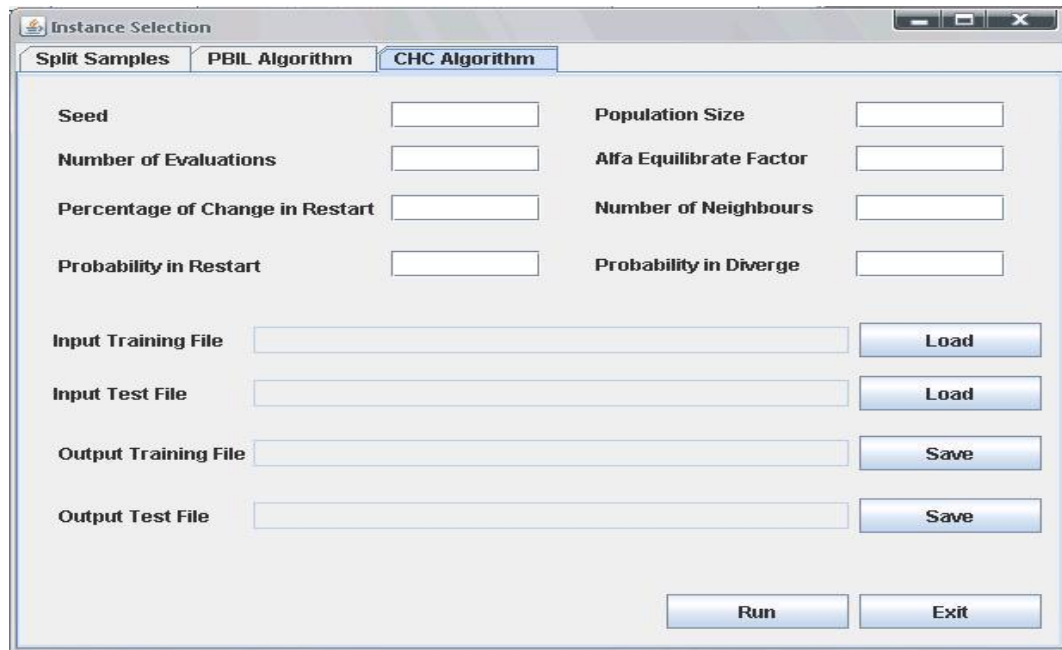 Instance Selection
Split Samples PBIL Algorithm CHC Algorithm
Seed Population Size
Number of Evaluations Alfa Equilibrate Factor
Percentage of Change in Restart Number of Neighbours
Probability in Restart Probability in Diverge
Input Training File Load
Input Test File Load
Output Training File Save
Output Test File Save
Run Exit